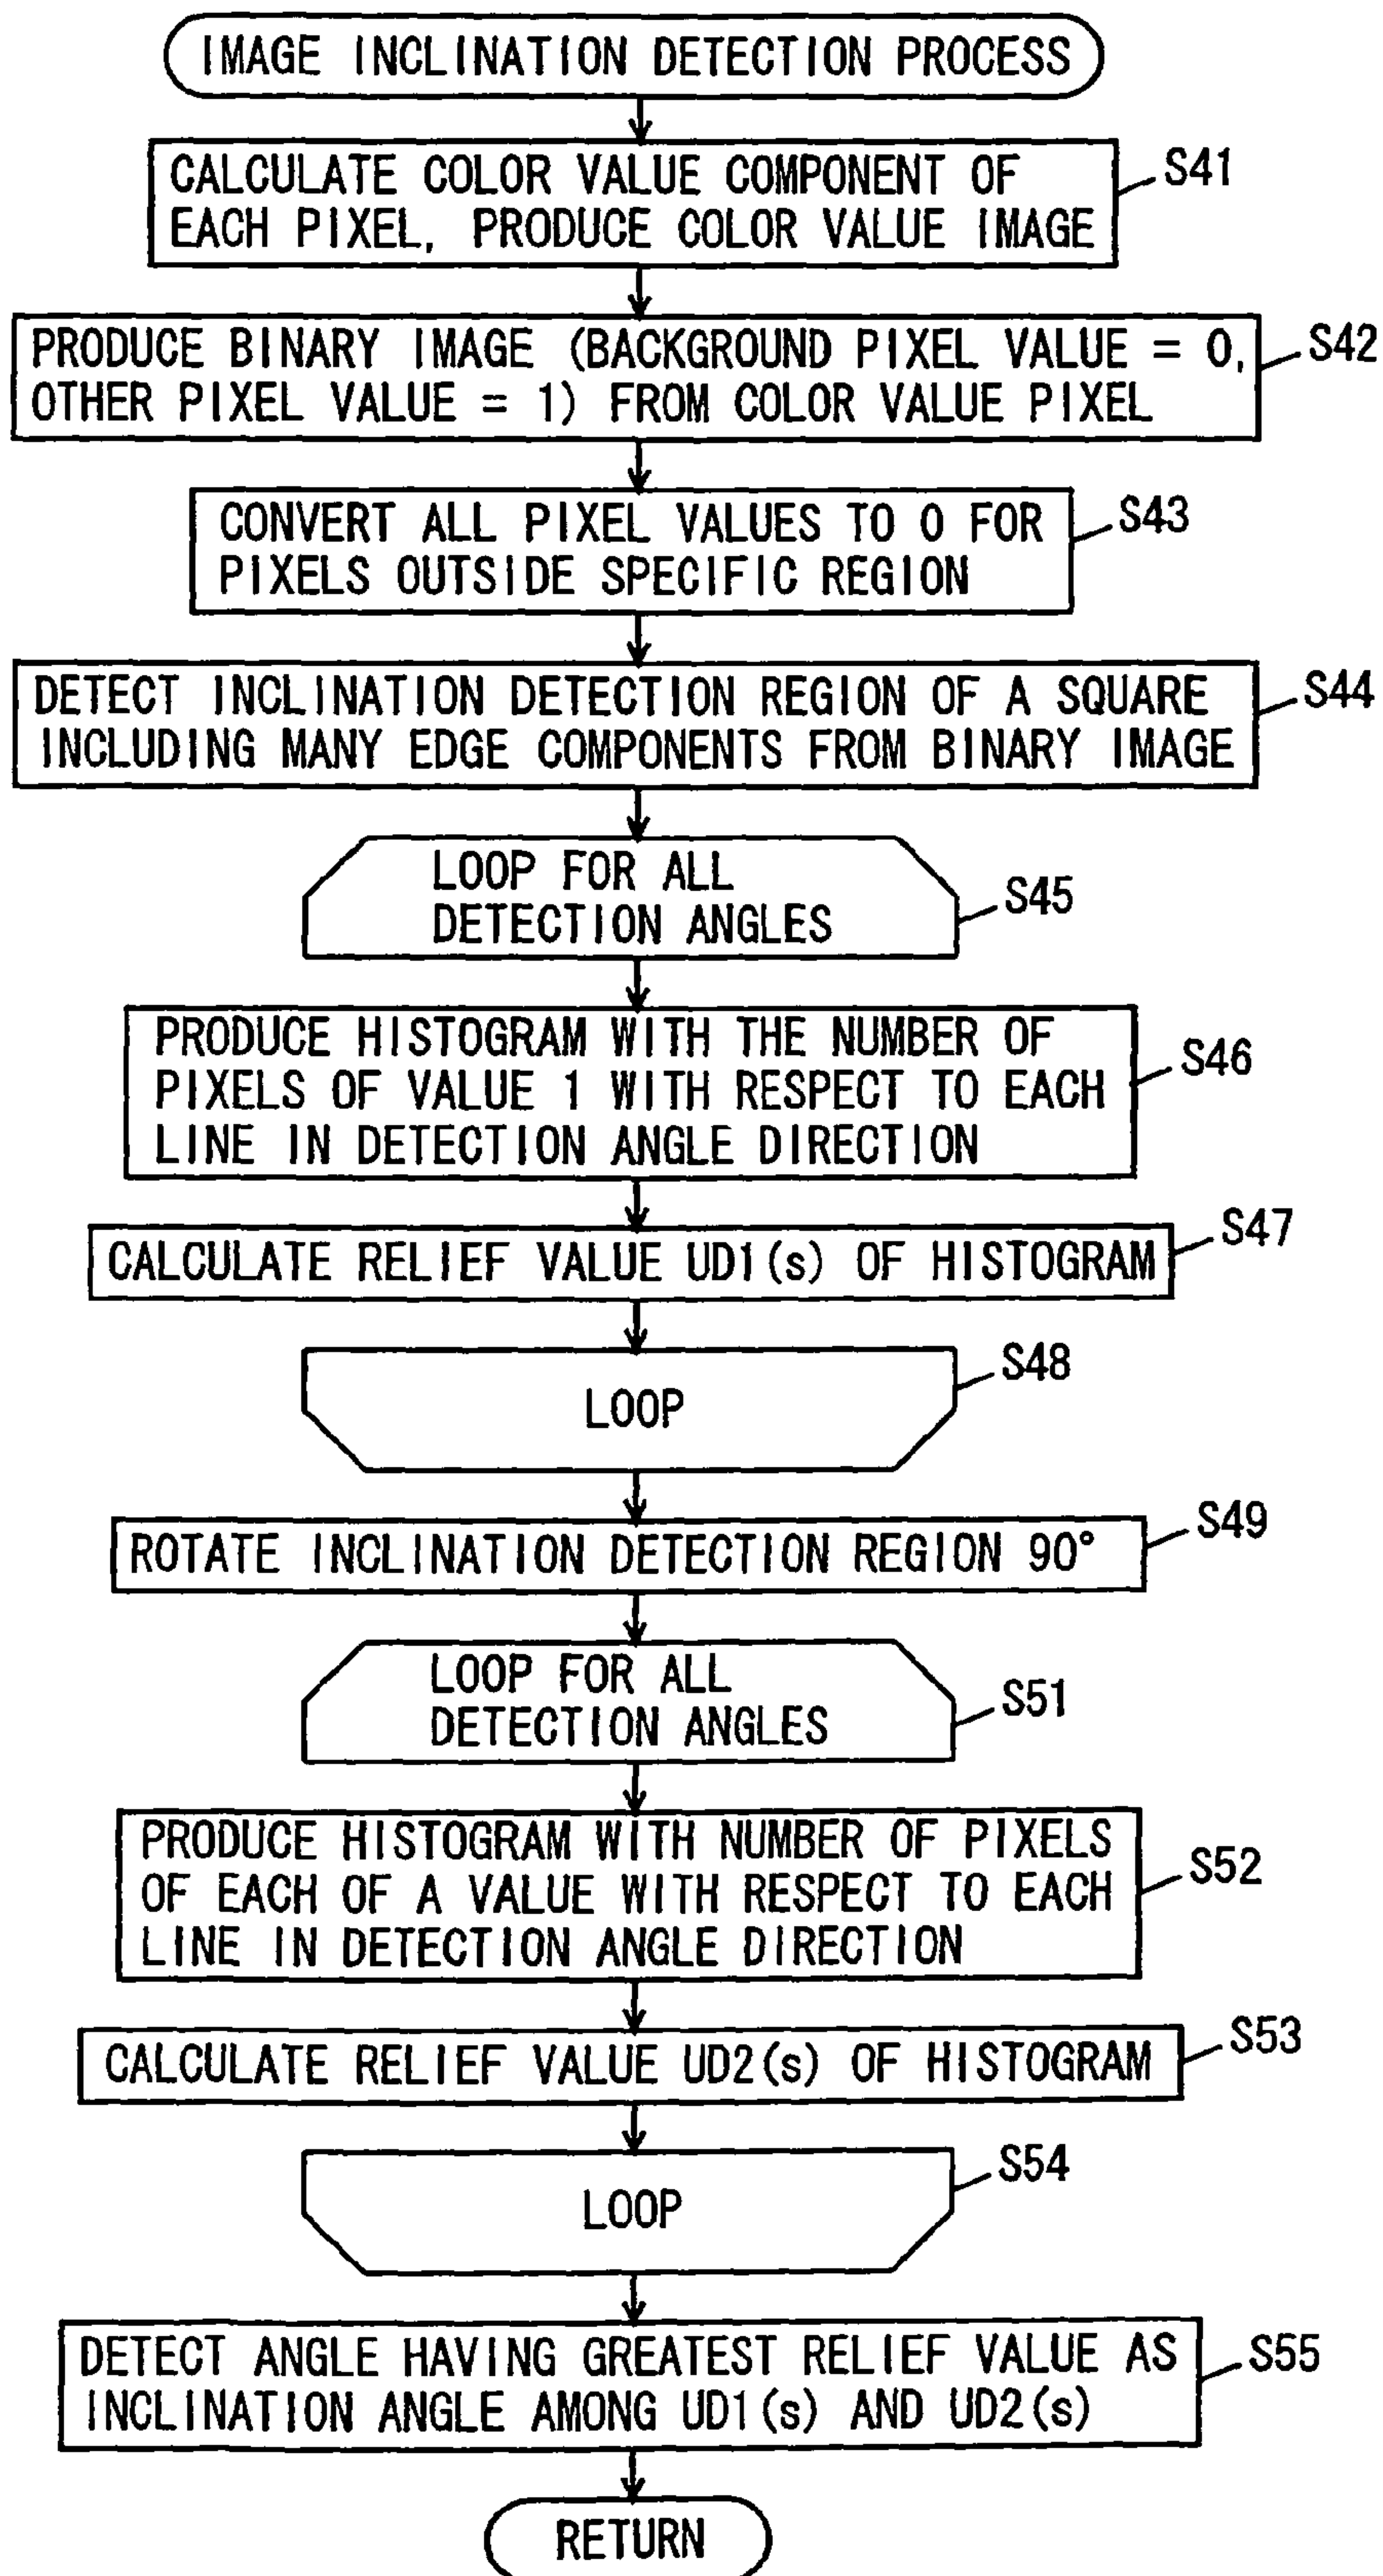 IMAGE INCLINATION DETECTION PROCESS
CALCULATE COLOR VALUE COMPONENT OF
EACH PIXEL, PRODUCE COLOR VALUE IMAGE
S41
PRODUCE BINARY IMAGE (BACKGROUND PIXEL VALUE = 0,
OTHER PIXEL VALUE = 1) FROM COLOR VALUE PIXEL
S42
CONVERT ALL PIXEL VALUES TO 0 FOR
PIXELS OUTSIDE SPECIFIC REGION
S43
DETECT INCLINATION DETECTION REGION OF A SQUARE
INCLUDING MANY EDGE COMPONENTS FROM BINARY IMAGE
S44
LOOP FOR ALL
DETECTION ANGLES
S45
PRODUCE HISTOGRAM WITH THE NUMBER OF
PIXELS OF VALUE 1 WITH RESPECT TO EACH
LINE IN DETECTION ANGLE DIRECTION
S46
CALCULATE RELIEF VALUE UD1(s) OF HISTOGRAM
S47
LOOP
S48
ROTATE INCLINATION DETECTION REGION 90°
S49
LOOP FOR ALL
DETECTION ANGLES
S51
PRODUCE HISTOGRAM WITH NUMBER OF PIXELS
OF EACH OF A VALUE WITH RESPECT TO EACH
LINE IN DETECTION ANGLE DIRECTION
S52
CALCULATE RELIEF VALUE UD2(s) OF HISTOGRAM
S53
LOOP
S54
DETECT ANGLE HAVING GREATEST RELIEF VALUE AS
INCLINATION ANGLE AMONG UD1(s) AND UD2(s)
S55
RETURN